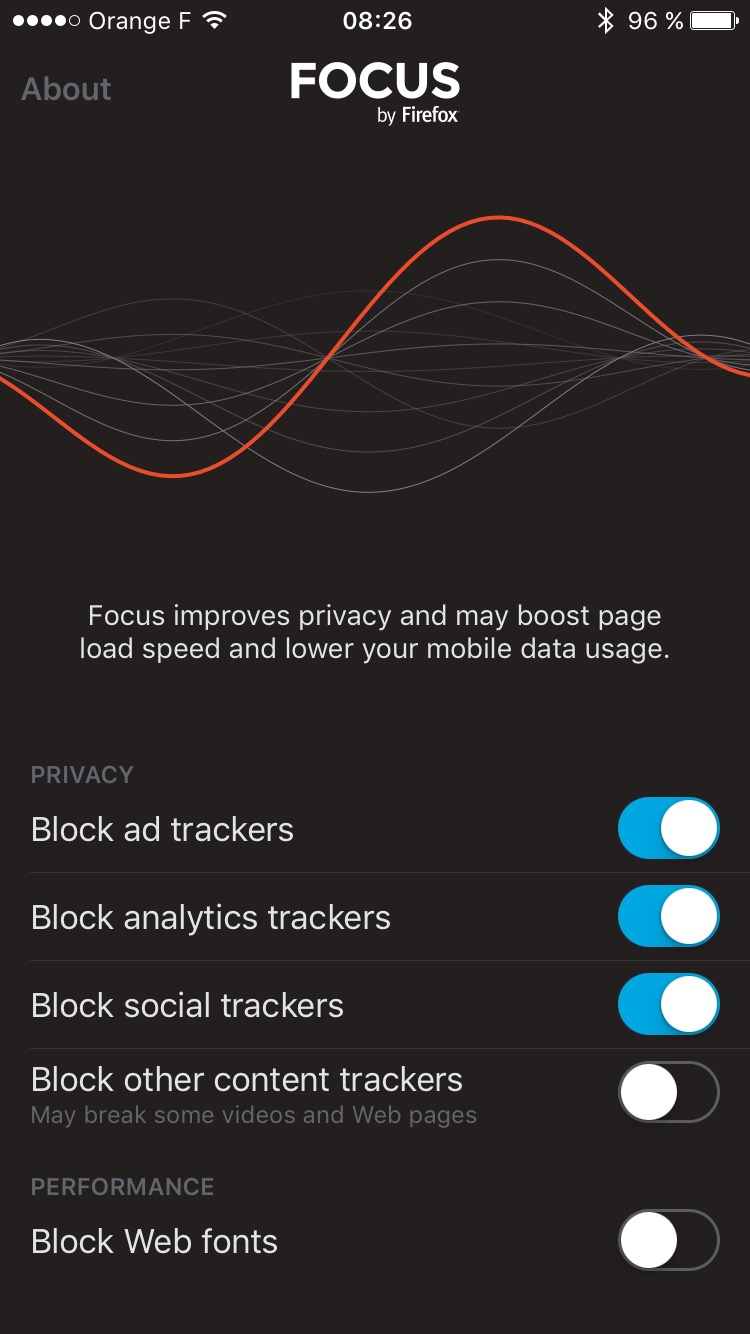 Orange F 08:26 96 %
About
FOCUS
by Firefox
Focus improves privacy and may boost page
load speed and lower your mobile data usage.
PRIVACY
Block ad trackers
Block analytics trackers
Block social trackers
Block other content trackers
May break some videos and Web pages
PERFORMANCE
Block Web fonts